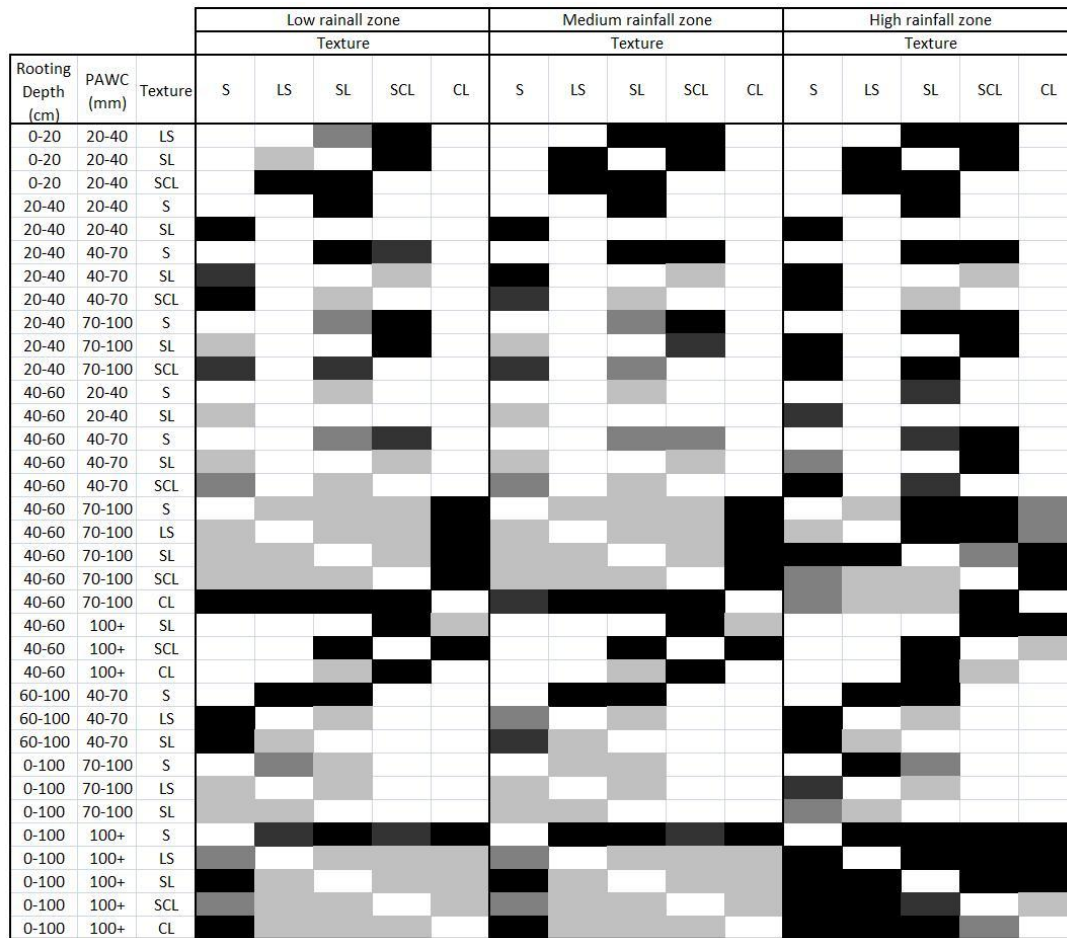 Low rainall zone Medium rainfall zone High rainfall zone
Texture Texture Texture
Rooting Depth (cm) PAWC (mm) Texture S LS SL SCL CL S LS SL SCL CL S LS SL SCL CL
0-20 20-40 LS
0-20 20-40 SL
0-20 20-40 SCL
20-40 20-40 S
20-40 20-40 SL
20-40 40-70 S
20-40 40-70 SL
20-40 40-70 SCL
20-40 70-100 S
20-40 70-100 SL
20-40 70-100 SCL
40-60 20-40 S
40-60 20-40 SL
40-60 40-70 S
40-60 40-70 SL
40-60 40-70 SCL
40-60 70-100 S
40-60 70-100 LS
40-60 70-100 SL
40-60 70-100 SCL
40-60 70-100 CL
40-60 100+ SL
40-60 100+ SCL
40-60 100+ CL
60-100 40-70 S
60-100 40-70 LS
60-100 40-70 SL
0-100 70-100 S
0-100 70-100 LS
0-100 70-100 SL
0-100 100+ S
0-100 100+ LS
0-100 100+ SL
0-100 100+ SCL
0-100 100+ CL